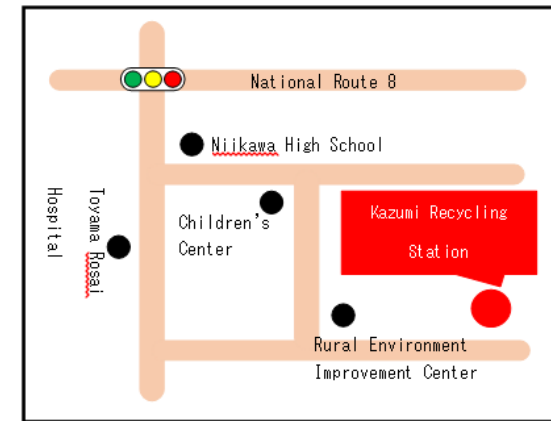 National Route 8
Niikawa High School
Children's
Center
Kazumi Recycling
Station
Toyama Rosai
Hospital
Rural Environment
Improvement Center